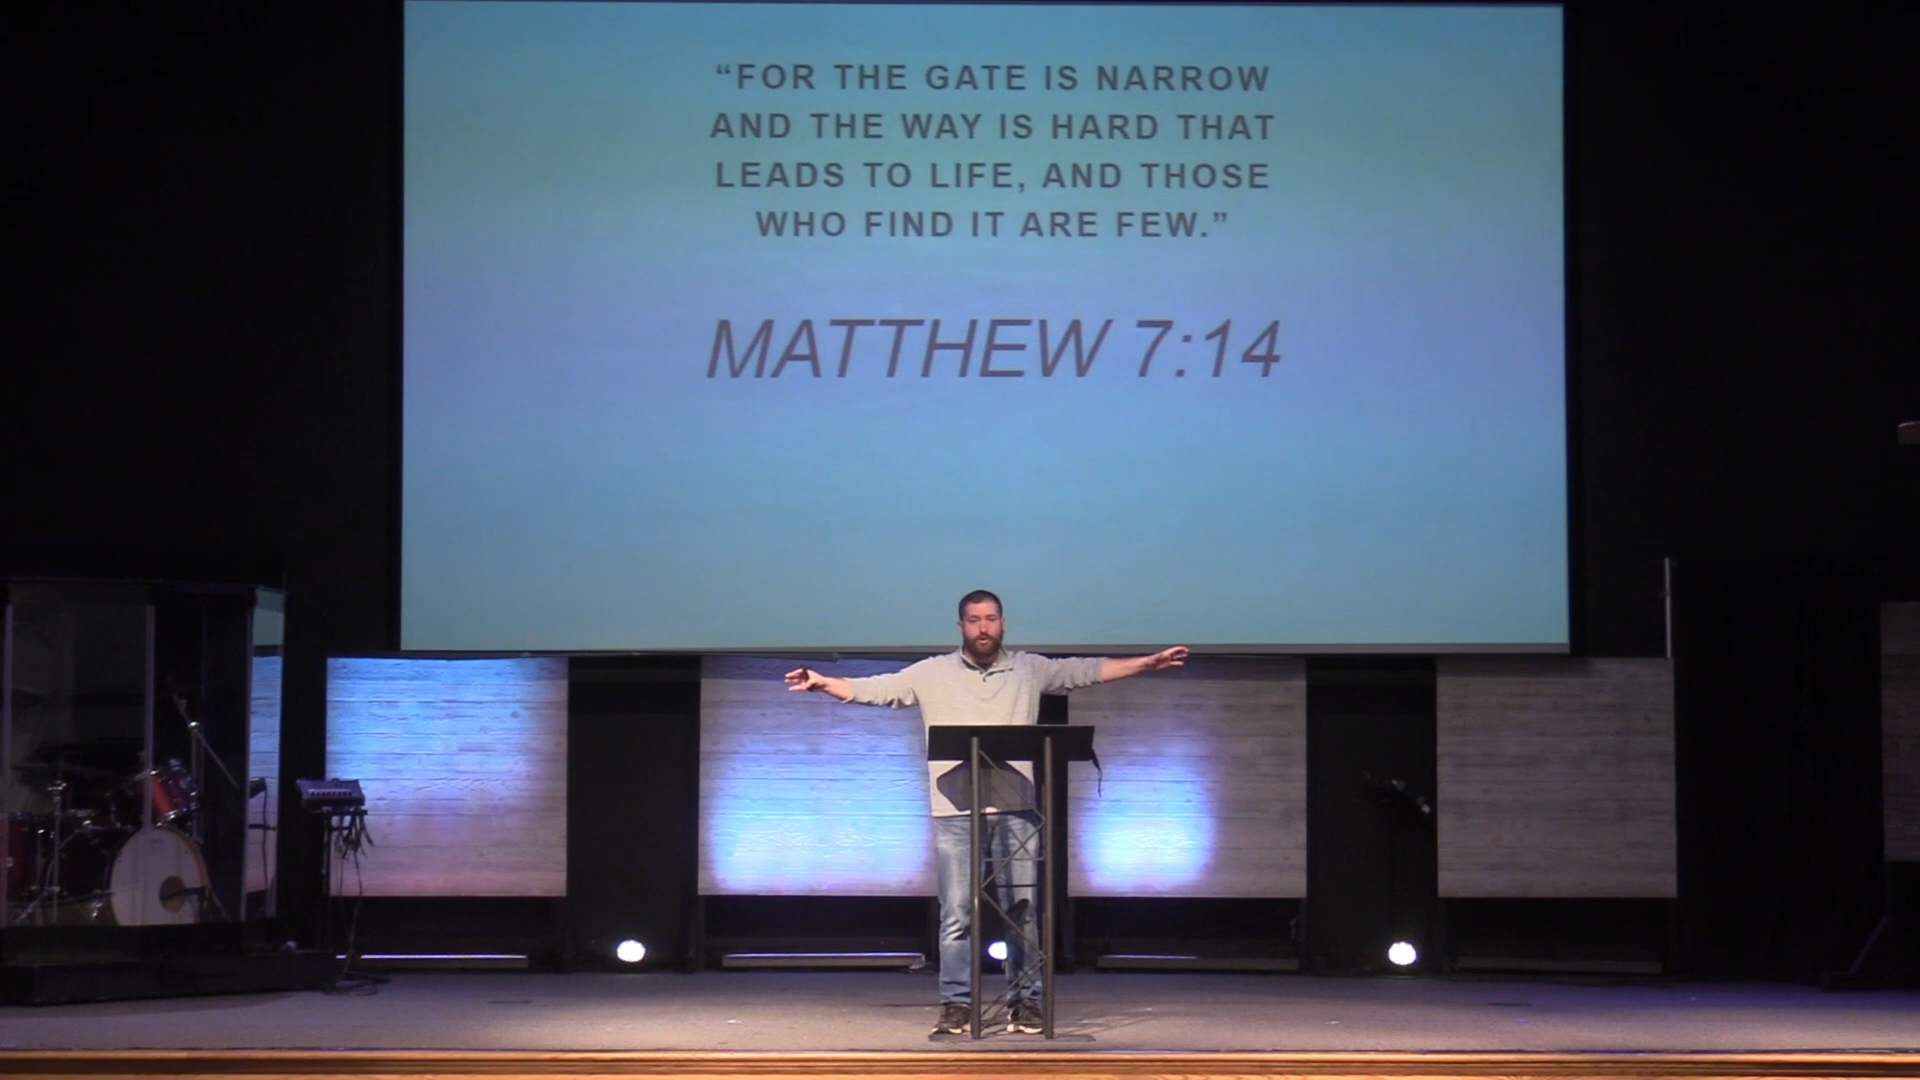 “FOR THE GATE IS NARROW
AND THE WAY IS HARD THAT
LEADS TO LIFE, AND THOSE
WHO FIND IT ARE FEW.”
MATTHEW 7:14